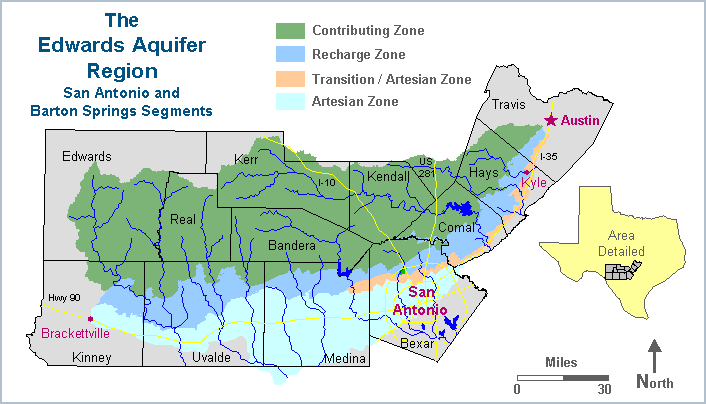 The
Edwards Aquifer
Region
San Antonio and
Barton Springs Segments
Contributing Zone
Recharge Zone
Transition / Artesian Zone
Artesian Zone
Travis
Austin
Edwards
Kerr
I-10
Kendall
US
281
Hays
I-35
Kyle
Real
Bandera
Comal
Area
Detailed
Hwy 90
San
Antonio
Brackettville
Bexar
Kinney
Uvalde
Medina
Miles
0
30
North